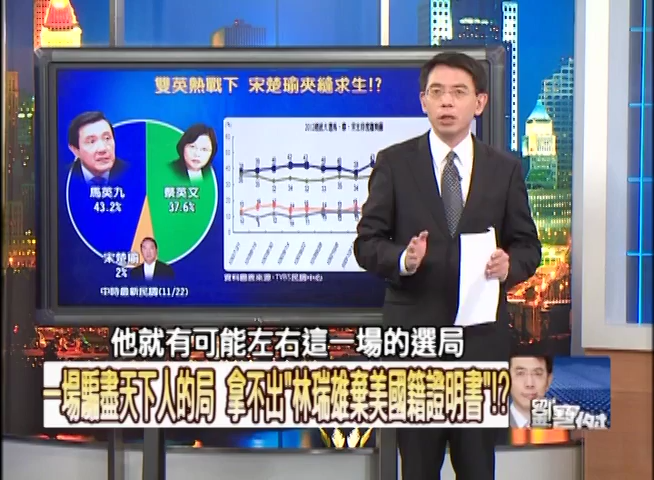 雙英熱戰下 宋楚瑜夾縫求生!?
馬英九
43.2%
蔡英文
37.6%
宋楚瑜
2%
中時最新民調(11/22)
資料圖表來源:TVBS民調中心
他就有可能左右這一場的選局
一場騙盡天下人的局 拿不出"林瑞雄棄美國籍證明書"!?
劉寶傑